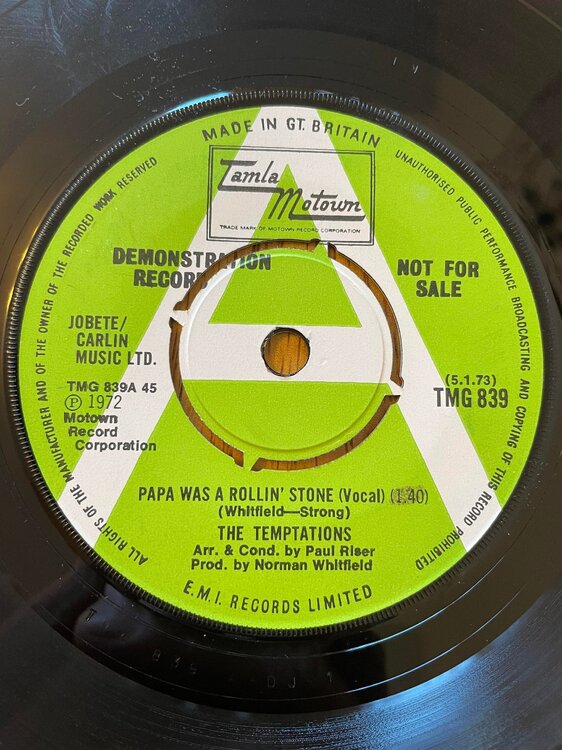 MADE IN GT. BRITAIN
UNAUTHORISED PUBLIC PERFORMANCE BROADCASTING AND COPYING OF THIS RECORD PROHIBITED
ALL RIGHTS OF THE MANUFACTURER AND OF THE OWNER OF THE RECORDED WORK RESERVED
Tamla
Motown
TRADE MARK OF MOTOWN RECORD CORPORATION
DEMONSTRATION
RECORD
NOT FOR
SALE
JOBETE/
CARLIN
MUSIC LTD.
TMG 839A 45
Ⓟ 1972
Motown
Record
Corporation
(5.1.73)
TMG 839
PAPA WAS A ROLLIN' STONE (Vocal) (1.40)
(Whitfield—Strong)
THE TEMPTATIONS
Arr. & Cond. by Paul Riser
Prod. by Norman Whitfield
E.M.I. RECORDS LIMITED